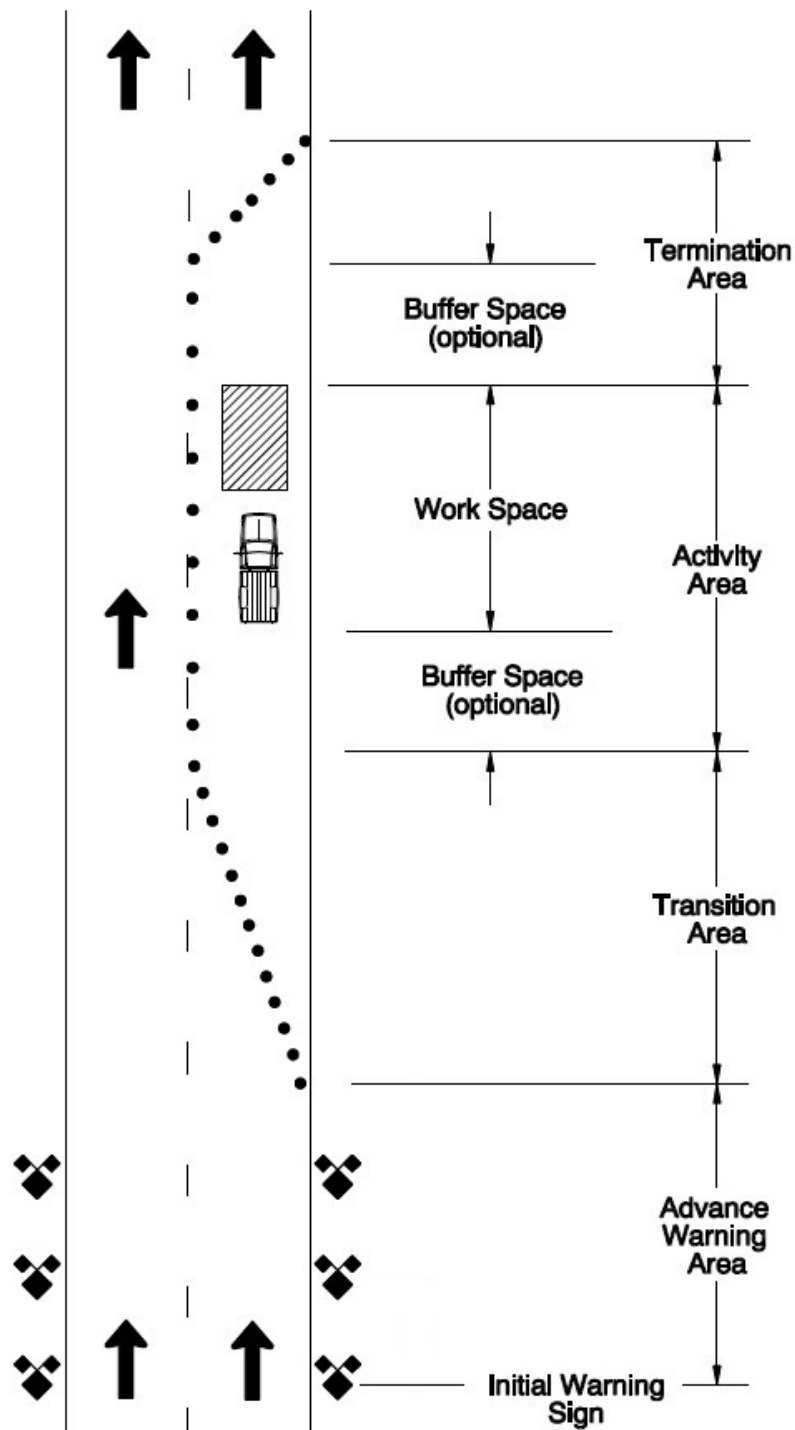 Termination
Area
Buffer Space
(optional)
Work Space
Activity
Area
Buffer Space
(optional)
Transition
Area
Advance
Warning
Area
Initial Warning
Sign